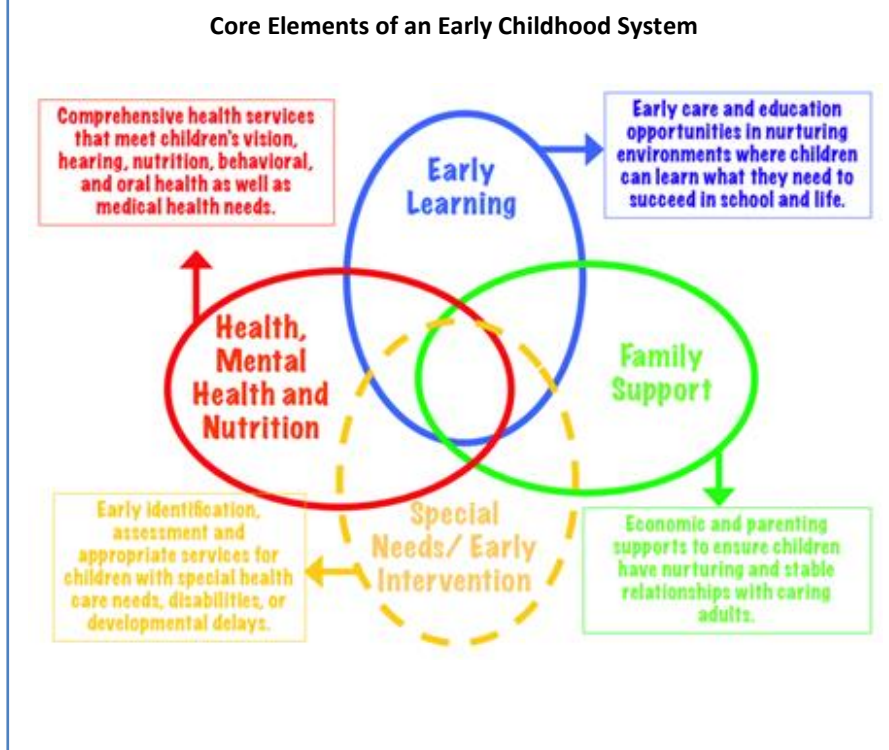 Core Elements of an Early Childhood System
Comprehensive health services
that meet children's vision,
hearing, nutrition, behavioral,
and oral health as well as
medical health needs.
Early care and education
opportunities in nurturing
environments where children
can learn what they need to
succeed in school and life.
Early
Learning
Health,
Mental
Health and
Nutrition
Family
Support
Early identification,
assessment and
appropriate services for
children with special health
care needs, disabilities, or
developmental delays.
Special
Needs/ Early
Intervention
Economic and parenting
supports to ensure children
have nurturing and stable
relationships with caring
adults.